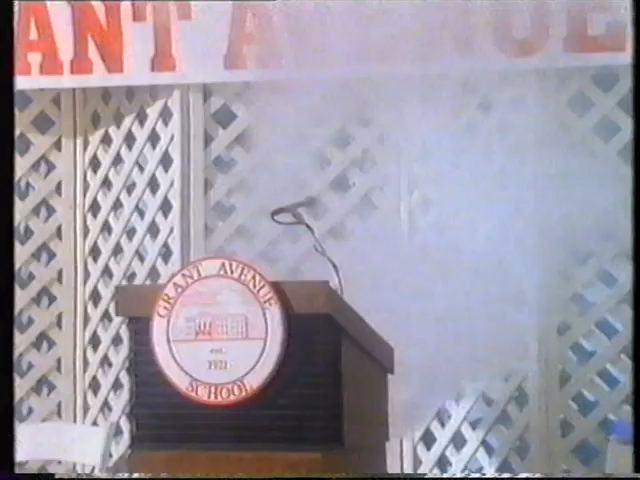 ANT AVENUE
GRANT AVENUE
EST.
1921
SCHOOL